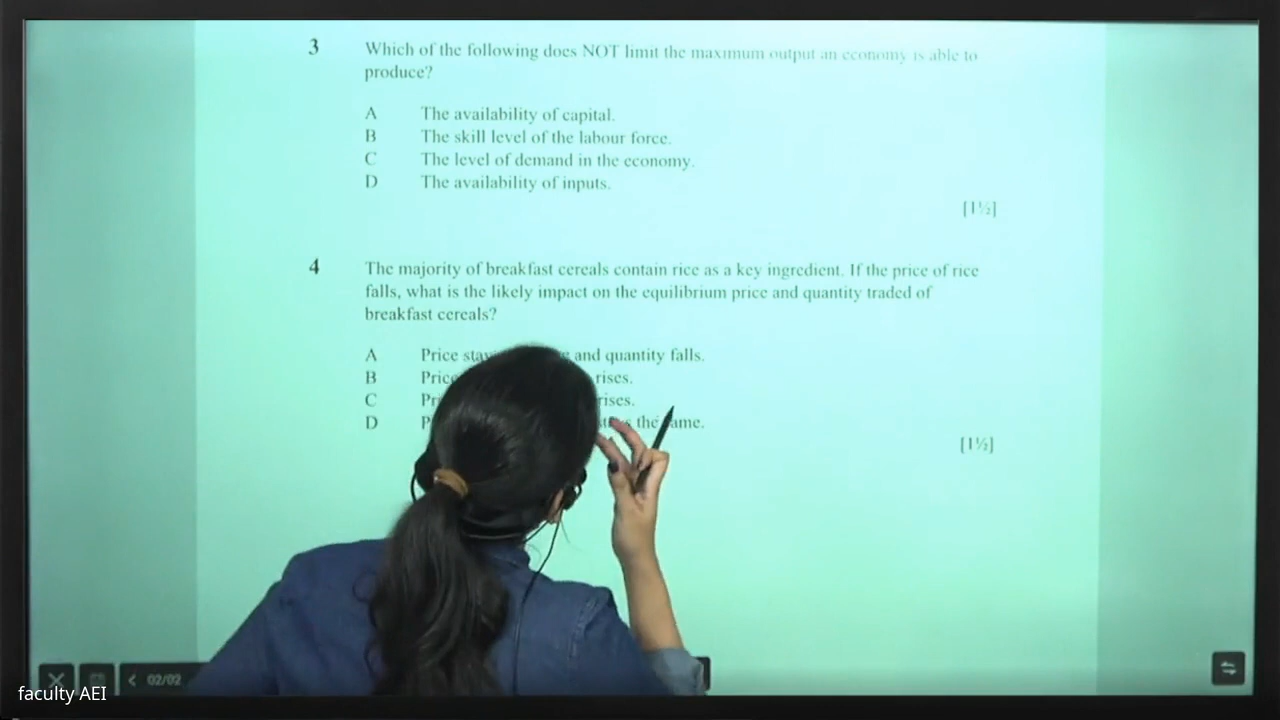 3 Which of the following does NOT limit the maximum output an economy is able to
produce?
A The availability of capital.
B The skill level of the labour force.
C The level of demand in the economy.
D The availability of inputs.
[1½]
4 The majority of breakfast cereals contain rice as a key ingredient. If the price of rice
falls, what is the likely impact on the equilibrium price and quantity traded of
breakfast cereals?
A Price and quantity falls.
B rises.
C rises.
D the
[1½]
02/02
faculty AEI